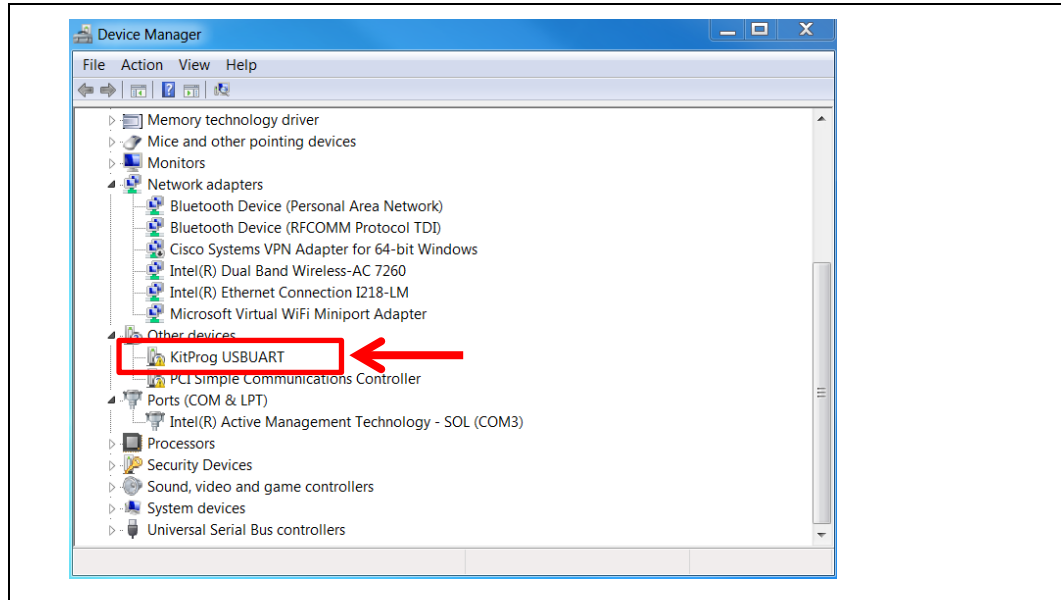 Device Manager
File Action View Help
Memory technology driver
Mice and other pointing devices
Monitors
Network adapters
Bluetooth Device (Personal Area Network)
Bluetooth Device (RFCOMM Protocol TDI)
Cisco Systems VPN Adapter for 64-bit Windows
Intel(R) Dual Band Wireless-AC 7260
Intel(R) Ethernet Connection I218-LM
Microsoft Virtual WiFi Miniport Adapter
Other devices
KitProg USBUART
PCI Simple Communications Controller
Ports (COM & LPT)
Intel(R) Active Management Technology - SOL (COM3)
Processors
Security Devices
Sound, video and game controllers
System devices
Universal Serial Bus controllers